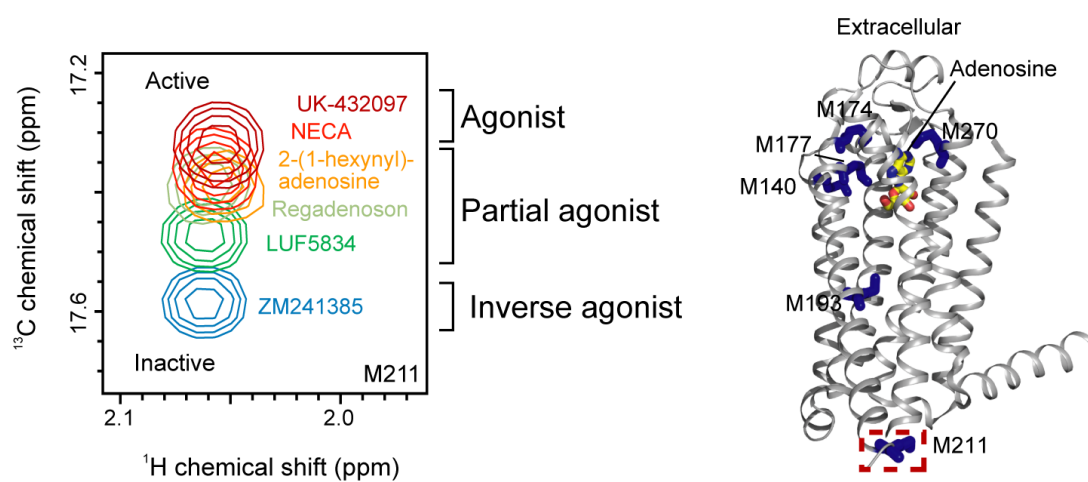 17.2
17.6
¹³C chemical shift (ppm)
Active
UK-432097
NECA
2-(1-hexynyl)-
adenosine
Regadenoson
LUF5834
ZM241385
Inactive
M211
2.1
2.0
¹H chemical shift (ppm)
Agonist
Partial agonist
Inverse agonist
Extracellular
Adenosine
M174
M270
M177
M140
M193
M211